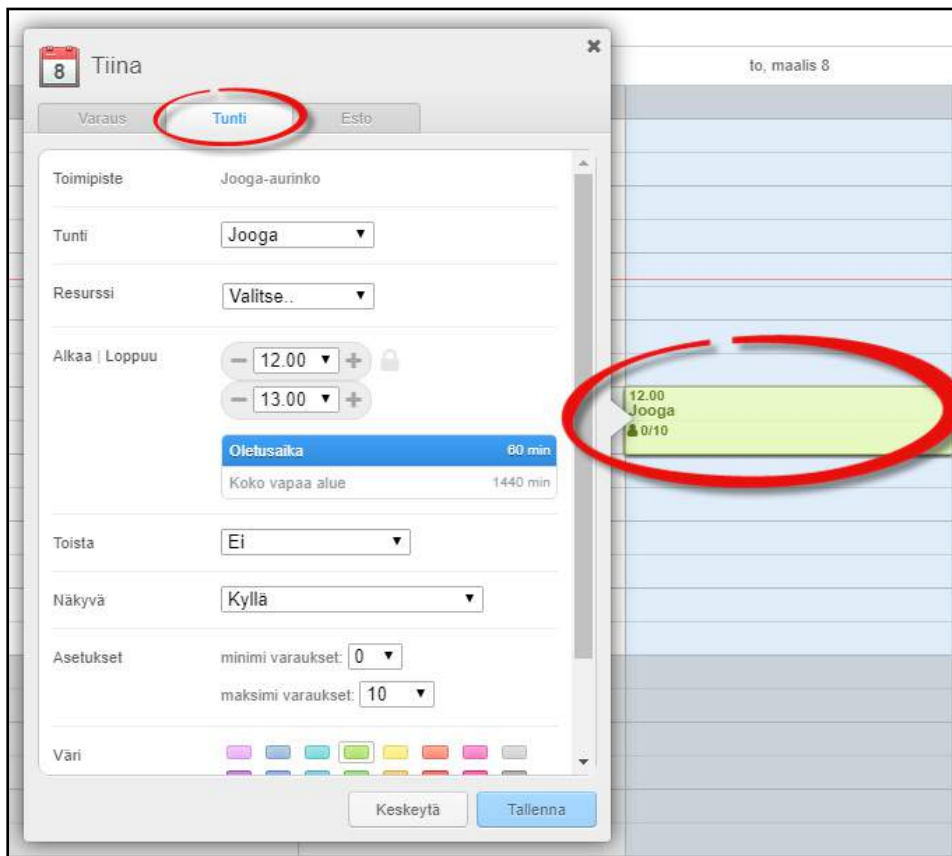 8 Tiina
to, maalis 8
Varaus Tunti Esto
Toimipiste Jooga-aurinko
Tunti Jooga
Resurssi Valitse..
Alkaa | Loppuu 12.00
13.00
12.00
Jooga
0/10
Oletusaika 60 min
Koko vapaa alue 1440 min
Toista Ei
Näkyvä Kyllä
Asetukset minimi varaukset: 0
maksimi varaukset: 10
Väri
Keskeytä Tallenna